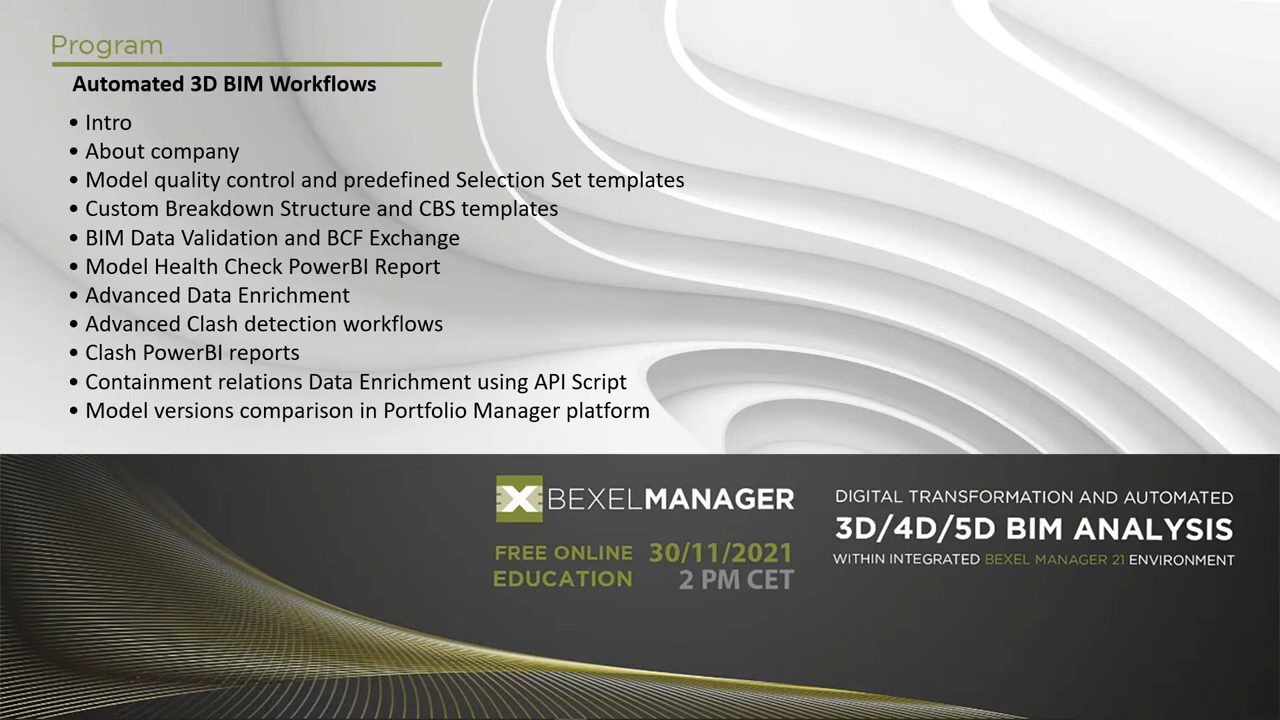 Program
Automated 3D BIM Workflows
• Intro
• About company
• Model quality control and predefined Selection Set templates
• Custom Breakdown Structure and CBS templates
• BIM Data Validation and BCF Exchange
• Model Health Check PowerBI Report
• Advanced Data Enrichment
• Advanced Clash detection workflows
• Clash PowerBI reports
• Containment relations Data Enrichment using API Script
• Model versions comparison in Portfolio Manager platform
X BEXELMANAGER
FREE ONLINE EDUCATION
30/11/2021
2 PM CET
DIGITAL TRANSFORMATION AND AUTOMATED
3D/4D/5D BIM ANALYSIS
WITHIN INTEGRATED BEXEL MANAGER 21 ENVIRONMENT